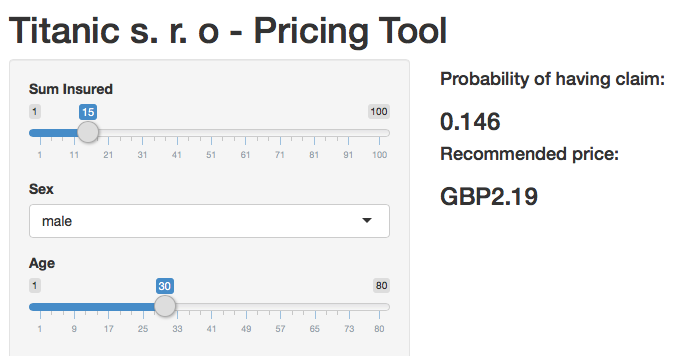 Titanic s. r. o - Pricing Tool
Sum Insured
1 15 100
1 11 21 31 41 51 61 71 81 91 100
Sex
male
Age
1 30 80
1 9 17 25 33 41 49 57 65 73 80
Probability of having claim:
0.146
Recommended price:
GBP2.19